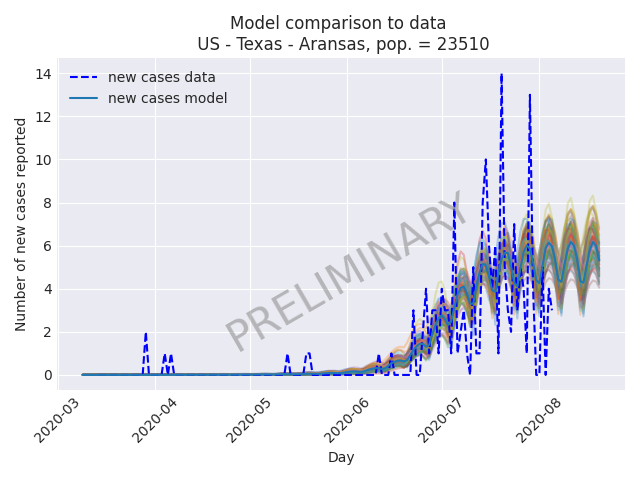 Model comparison to data
US - Texas - Aransas, pop. = 23510
new cases data
new cases model
PRELIMINARY
Number of new cases reported
14
12
10
8
6
4
2
0
2020-03
2020-04
2020-05
2020-06
2020-07
2020-08
Day